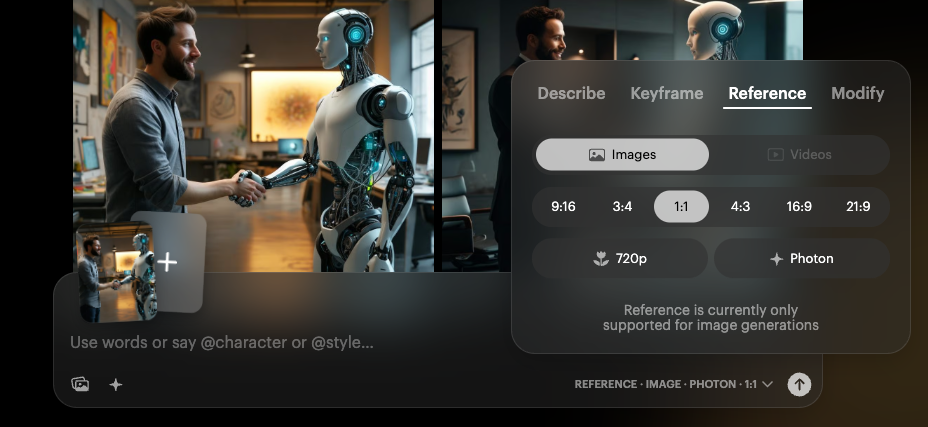 Describe Keyframe Reference Modify
Images Videos
9:16 3:4 1:1 4:3 16:9 21:9
720p Photon
Reference is currently only
supported for image generations
Use words or say @character or @style...
REFERENCE · IMAGE · PHOTON · 1:1